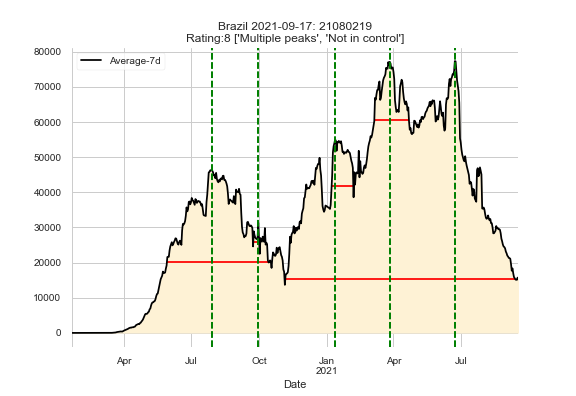 Brazil 2021-09-17: 21080219
Rating:8 ['Multiple peaks', 'Not in control']
80000
Average-7d
70000
60000
50000
40000
30000
20000
10000
0
Apr Jul Oct Jan Apr Jul
2021
Date